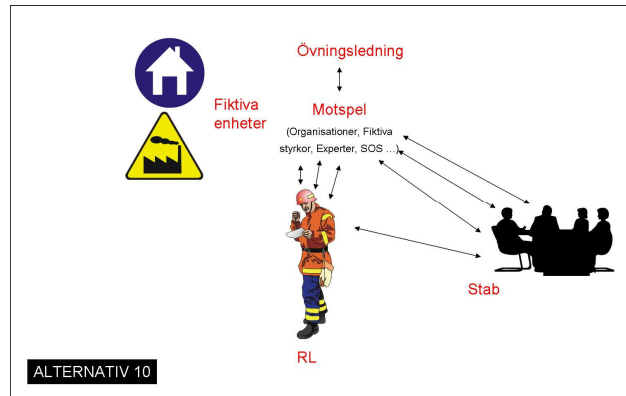 Övningsledning
Fiktiva
enheter
Motspel
(Organisationer, Fiktiva
styrkor, Experter, SOS ...)
Stab
RL
ALTERNATIV 10